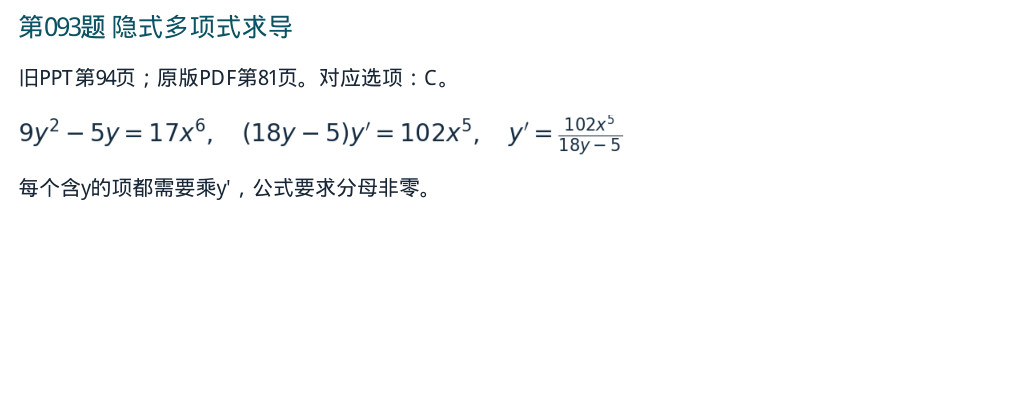 第093题 隐式多项式求导
旧PPT第94页；原版PDF第81页。对应选项：C。
9y² − 5y = 17x⁶, (18y − 5)y′ = 102x⁵, y′ = 102x⁵/(18y − 5)
每个含y的项都需要乘y'，公式要求分母非零。